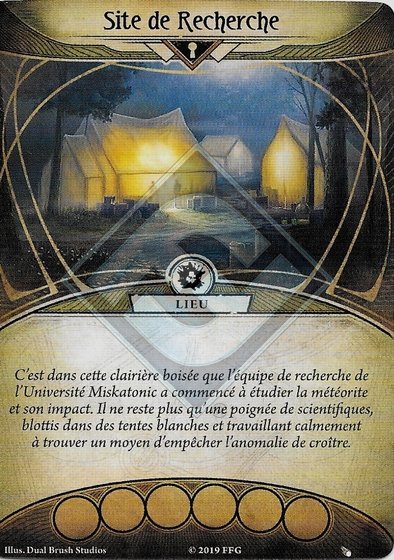 Site de Recherche
LIEU
C'est dans cette clairière boisée que l'équipe de recherche de
l'Université Miskatonic a commencé à étudier la météorite
et son impact. Il ne reste plus qu'une poignée de scientifiques,
blottis dans des tentes blanches et travaillant calmement
à trouver un moyen d'empêcher l'anomalie de croître.
Illus. Dual Brush Studios
© 2019 FFG